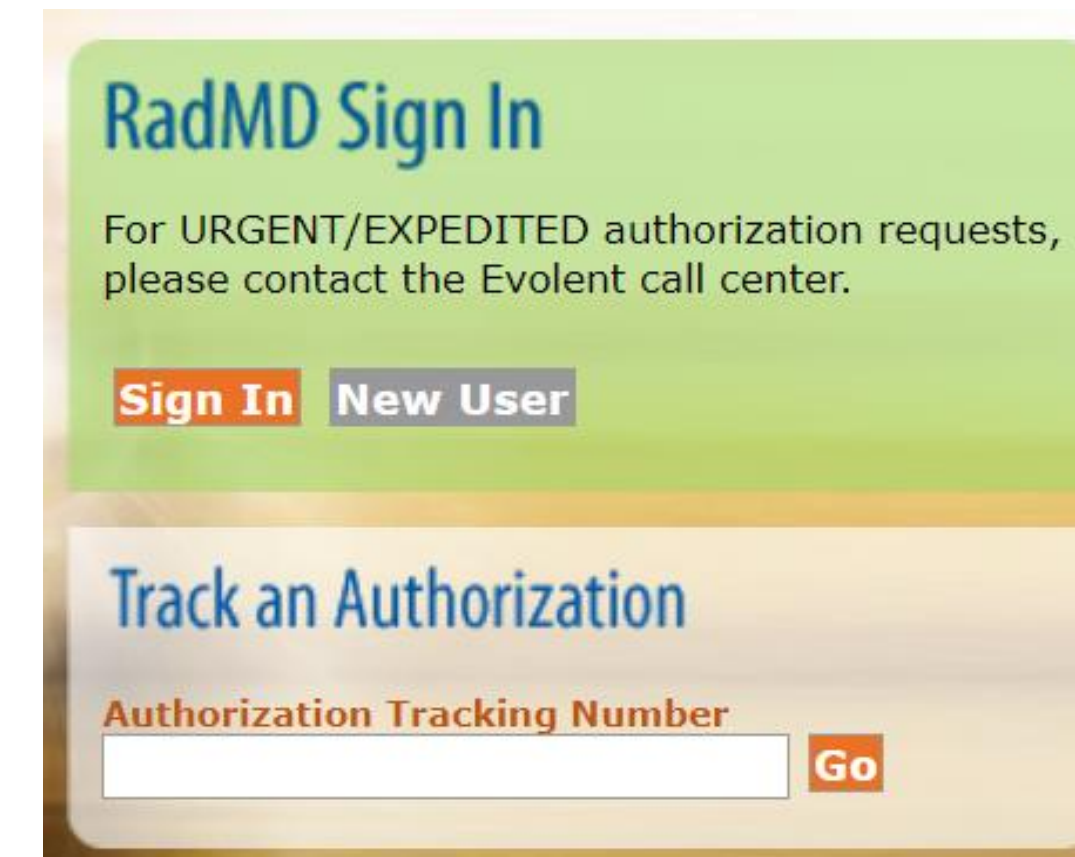 RadMD Sign In
For URGENT/EXPEDITED authorization requests,
please contact the Evolent call center.
Sign In New User
Track an Authorization
Authorization Tracking Number
Go